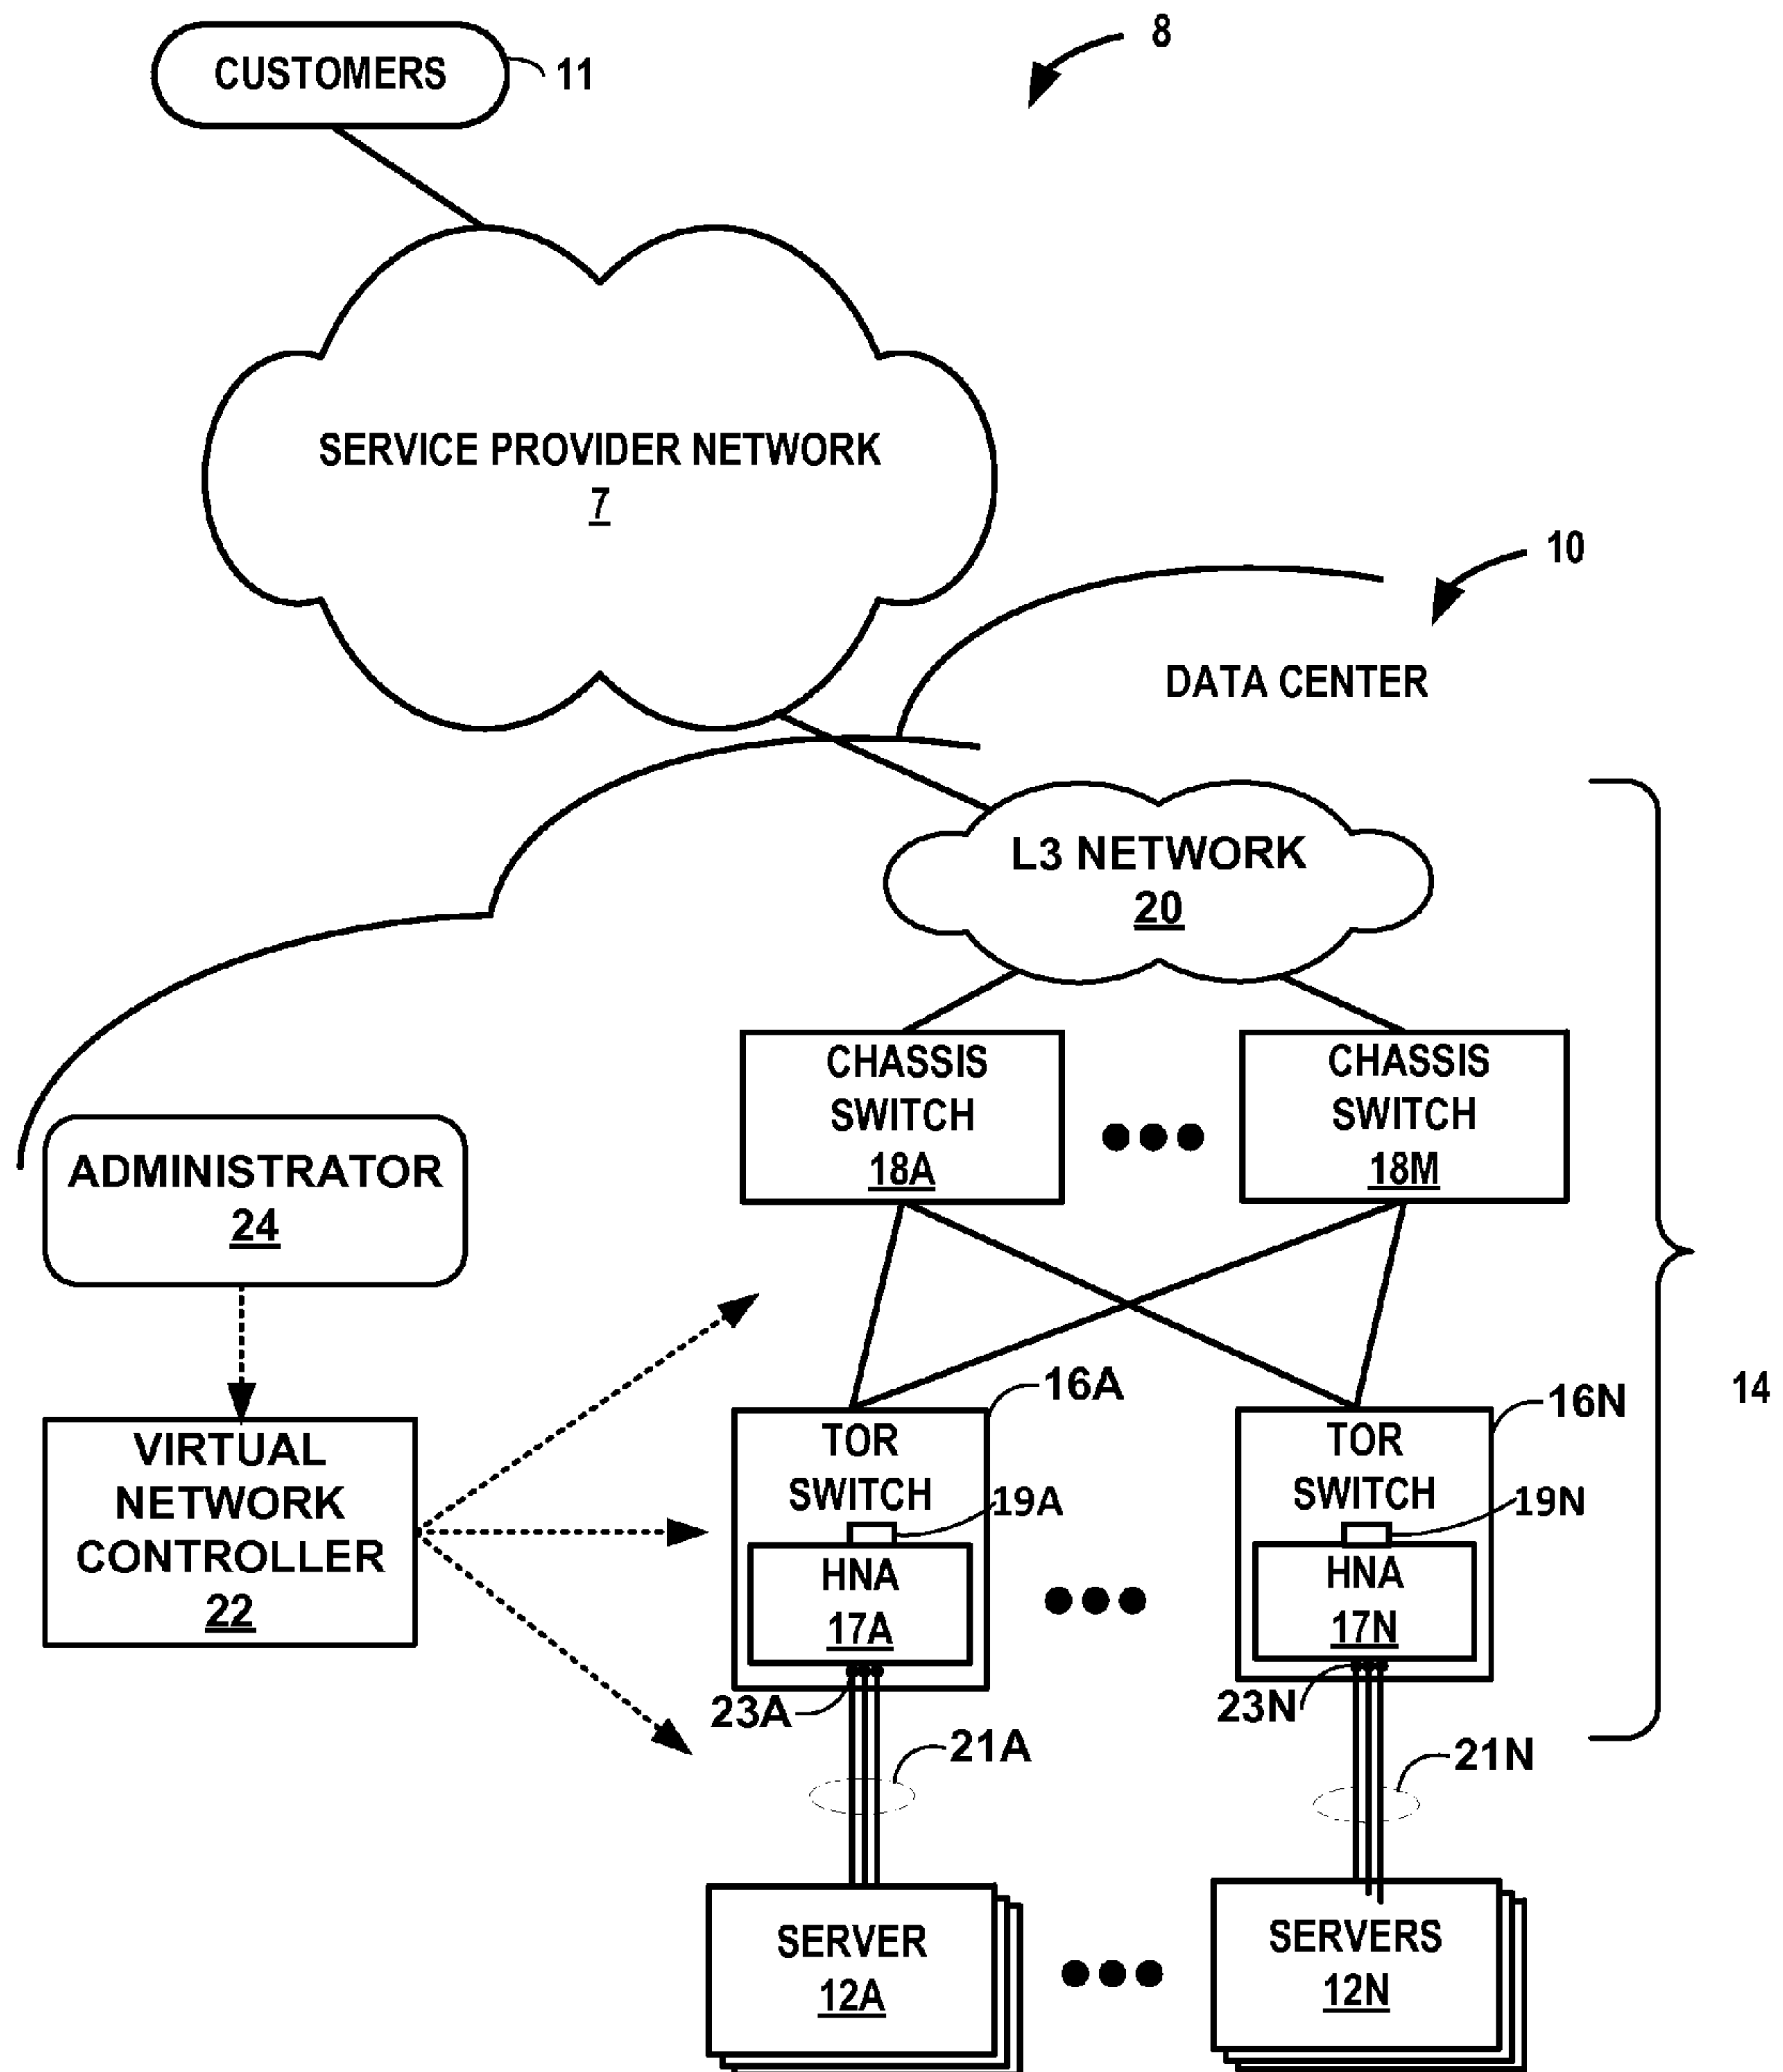 8
CUSTOMERS
11
SERVICE PROVIDER NETWORK
7
10
DATA CENTER
L3 NETWORK
20
CHASSIS
SWITCH
18A
CHASSIS
SWITCH
18M
ADMINISTRATOR
24
14
16A
16N
VIRTUAL
NETWORK
CONTROLLER
22
TOR
SWITCH
19A
HNA
17A
TOR
SWITCH
19N
HNA
17N
23A
23N
21A
21N
SERVER
12A
SERVERS
12N